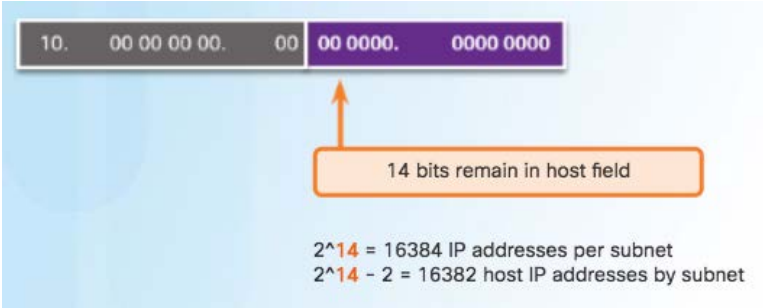 10. 00 00 00 00. 00 00 0000. 0000 0000
14 bits remain in host field
2^14 = 16384 IP addresses per subnet
2^14 - 2 = 16382 host IP addresses by subnet